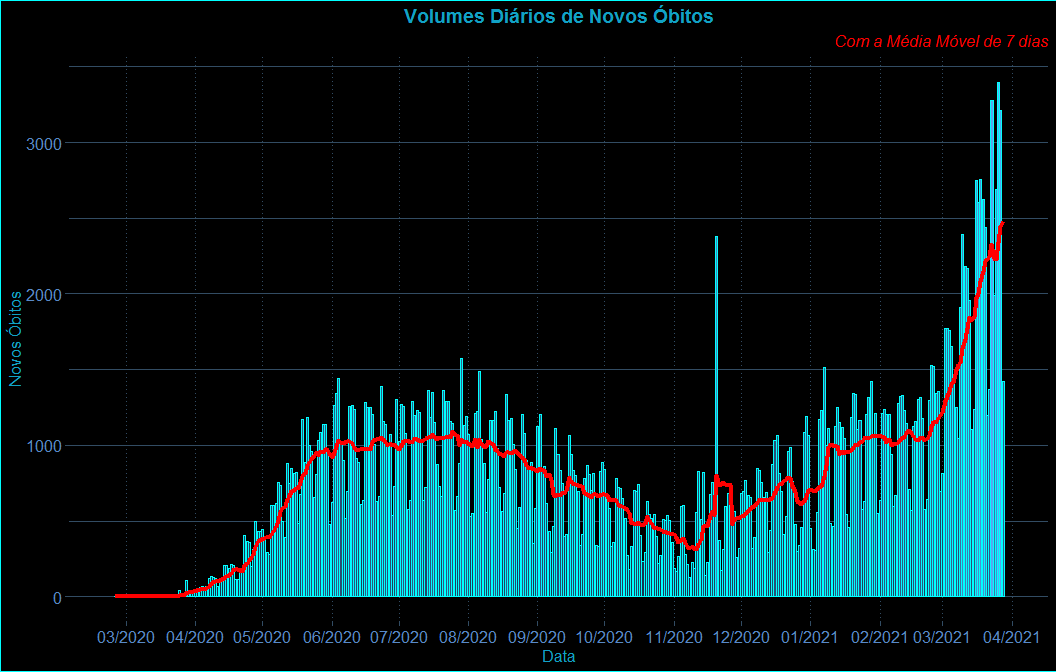 Volumes Diários de Novos Óbitos
Com a Média Móvel de 7 dias
Novos Óbitos
3000
2000
1000
0
03/2020 04/2020 05/2020 06/2020 07/2020 08/2020 09/2020 10/2020 11/2020 12/2020 01/2021 02/2021 03/2021 04/2021
Data